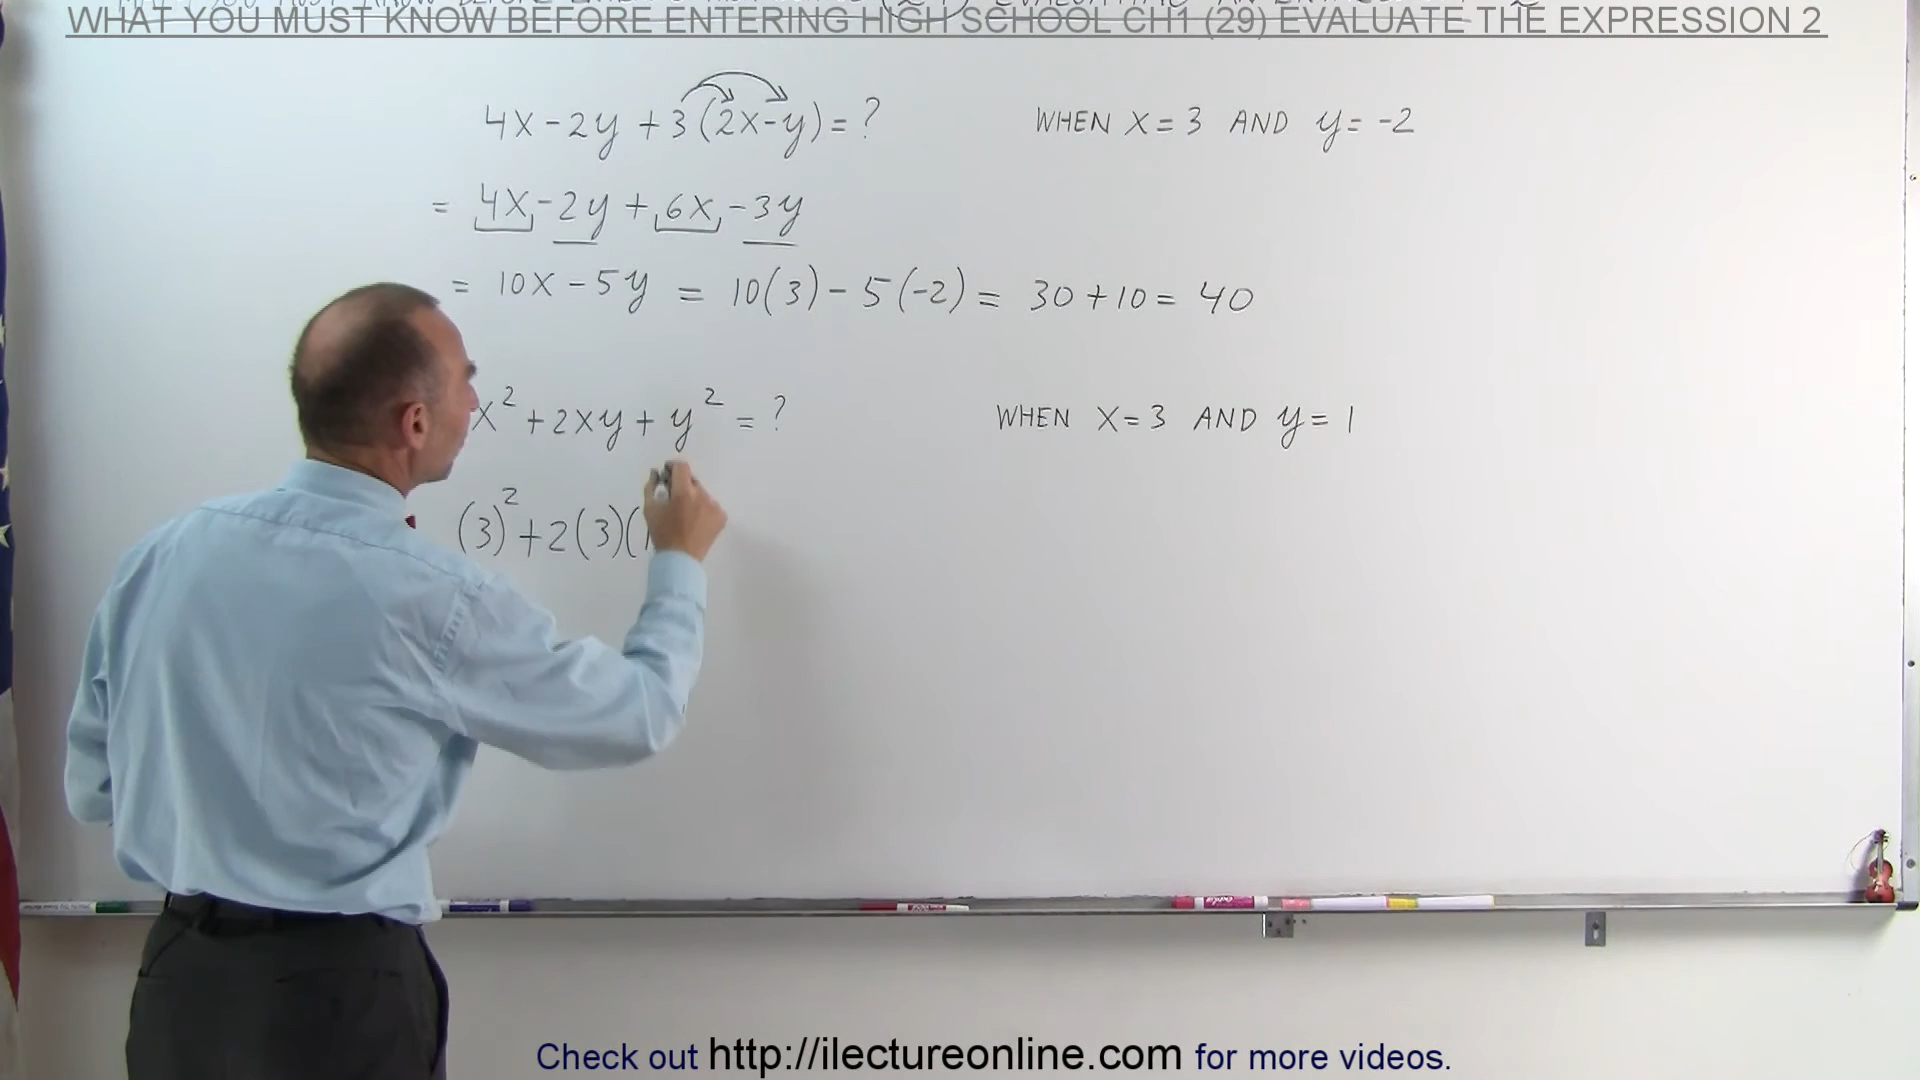 WHAT YOU MUST KNOW BEFORE ENTERING HIGH SCHOOL CH1 (29) EVALUATE THE EXPRESSION 2
4x - 2y + 3(2x - y) = ? WHEN x = 3 AND y = -2
= 4x - 2y + 6x - 3y
= 10x - 5y = 10(3) - 5(-2) = 30 + 10 = 40
x² + 2xy + y² = ? WHEN x = 3 AND y = 1
(3)² + 2(3)(1
Check out http://ilectureonline.com for more videos.